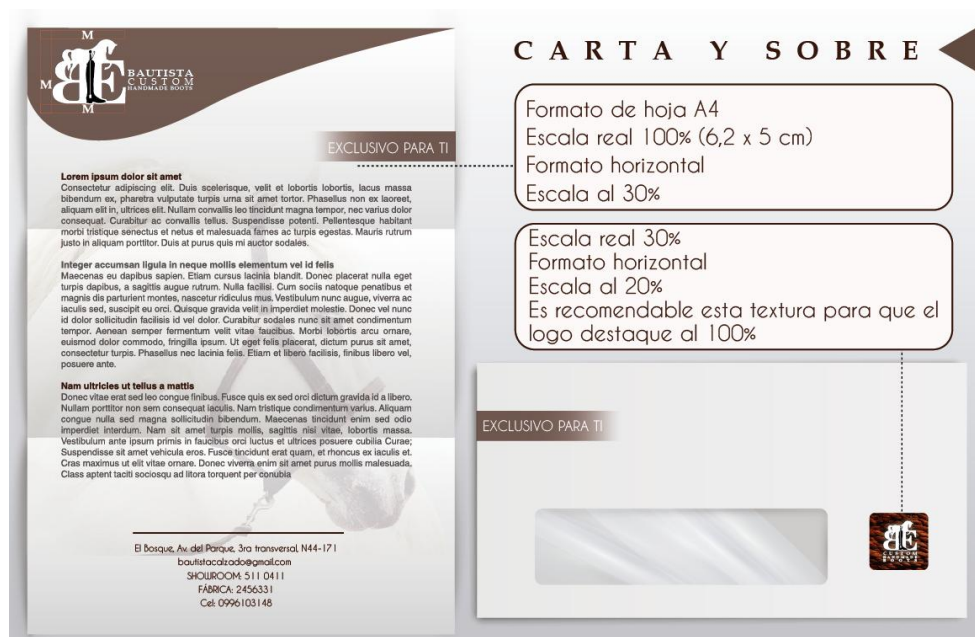 M
M
M
BE
BAUTISTA
CUSTOM
HANDMADE BOOTS
EXCLUSIVO PARA TI
Lorem ipsum dolor sit amet
Consectetur adipiscing elit. Duis scelerisque, velit et lobortis lobortis, lacus massa
bibendum ex, pharetra vulputate turpis urna sit amet tortor. Phasellus non ex laoreet,
aliquam elit in, ultrices elit. Nullam convallis leo tincidunt magna tempor, nec varius dolor
consequat. Curabitur ac convallis tellus. Suspendisse potenti. Pellentesque habitant
morbi tristique senectus et netus et malesuada fames ac turpis egestas. Mauris rutrum
justo in aliquam porttitor. Duis at purus quis mi auctor sodales.
Integer accumsan ligula in neque mollis elementum vel id felis
Maecenas eu dapibus sapien. Etiam cursus lacinia blandit. Donec placerat nulla eget
turpis dapibus, a sagittis augue rutrum. Nulla facilisi. Cum sociis natoque penatibus et
magnis dis parturient montes, nascetur ridiculus mus. Vestibulum nunc augue, viverra ac
iaculis sed, suscipit eu orci. Quisque gravida velit in imperdiet molestie. Donec vel nunc
id dolor sollicitudin facilisis id vel dolor. Curabitur sodales nunc sit amet condimentum
tempor. Aenean semper fermentum velit vitae faucibus. Morbi lobortis arcu ornare,
euismod dolor commodo, fringilla ipsum. Ut eget felis placerat, dictum purus sit amet,
consectetur turpis. Phasellus nec lacinia felis. Etiam et libero facilisis, finibus libero vel,
posuere ante.
Nam ultricies ut tellus a mattis
Donec vitae erat sed leo congue finibus. Fusce quis ex sed orci dictum gravida id a libero.
Nullam porttitor non sem consequat iaculis. Nam tristique condimentum varius. Aliquam
congue nulla sed magna sollicitudin bibendum. Maecenas tincidunt enim sed odio
imperdiet interdum. Nam sit amet turpis mollis, sagittis nisl vitae, lobortis massa.
Vestibulum ante ipsum primis in faucibus orci luctus et ultrices posuere cubilia Curae;
Suspendisse sit amet vehicula eros. Fusce tincidunt erat quam, et rhoncus ex iaculis et.
Cras maximus ut elit vitae ornare. Donec viverra enim sit amet purus mollis malesuada.
Class aptent taciti sociosqu ad litora torquent per conubia
El Bosque, Av. del Parque, 3ra transversal, N44-171
bautistacalzado@gmail.com
SHOWROOM: 511 0411
FÁBRICA: 2456331
Cel: 0996103148
CARTA Y SOBRE
Formato de hoja A4
Escala real 100% (6,2 x 5 cm)
Formato horizontal
Escala al 30%
Escala real 30%
Formato horizontal
Escala al 20%
Es recomendable esta textura para que el
logo destaque al 100%
EXCLUSIVO PARA TI
BE
CUSTOM
HANDMADE
BOOTS